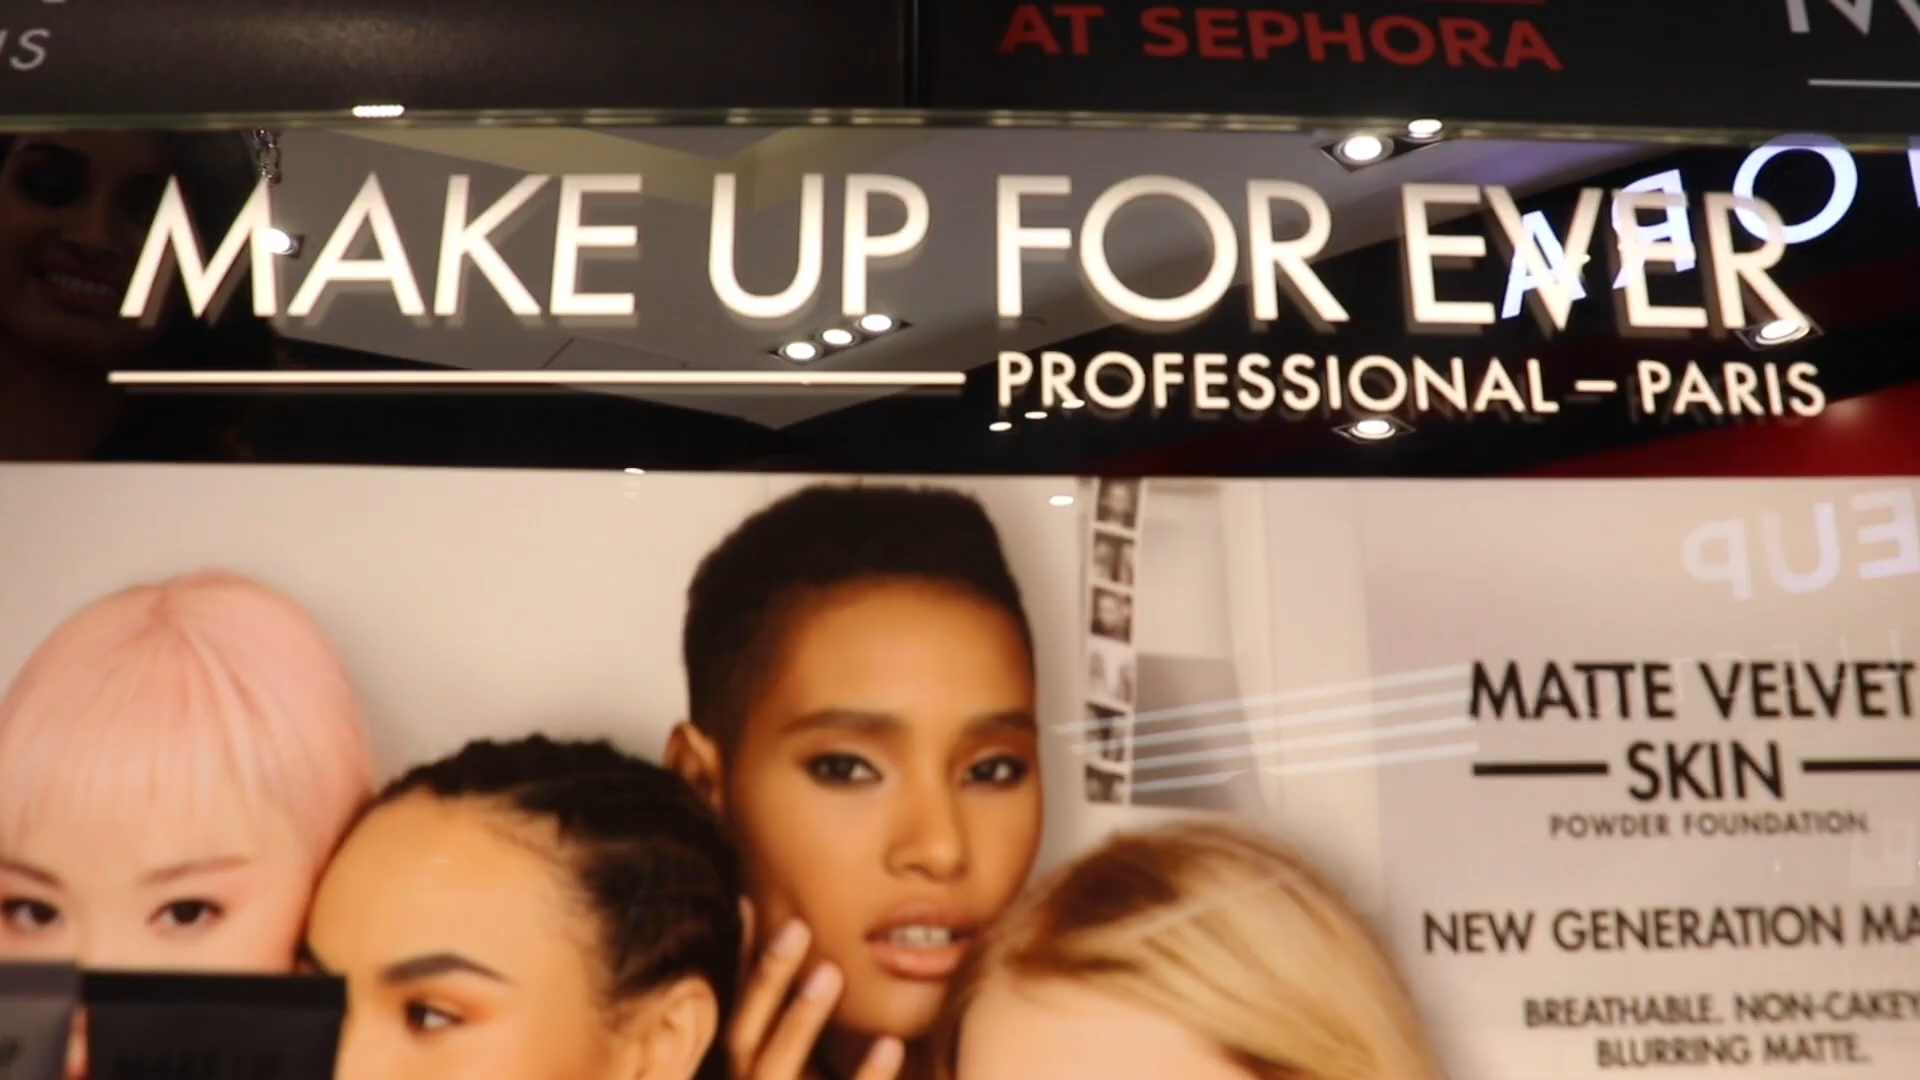 AT SEPHORA
MAKE UP FOR EVER
PROFESSIONAL – PARIS
MATTE VELVET
SKIN
POWDER FOUNDATION
NEW GENERATION
BREATHABLE. NON-CAKEY
BLURRING MATTE.